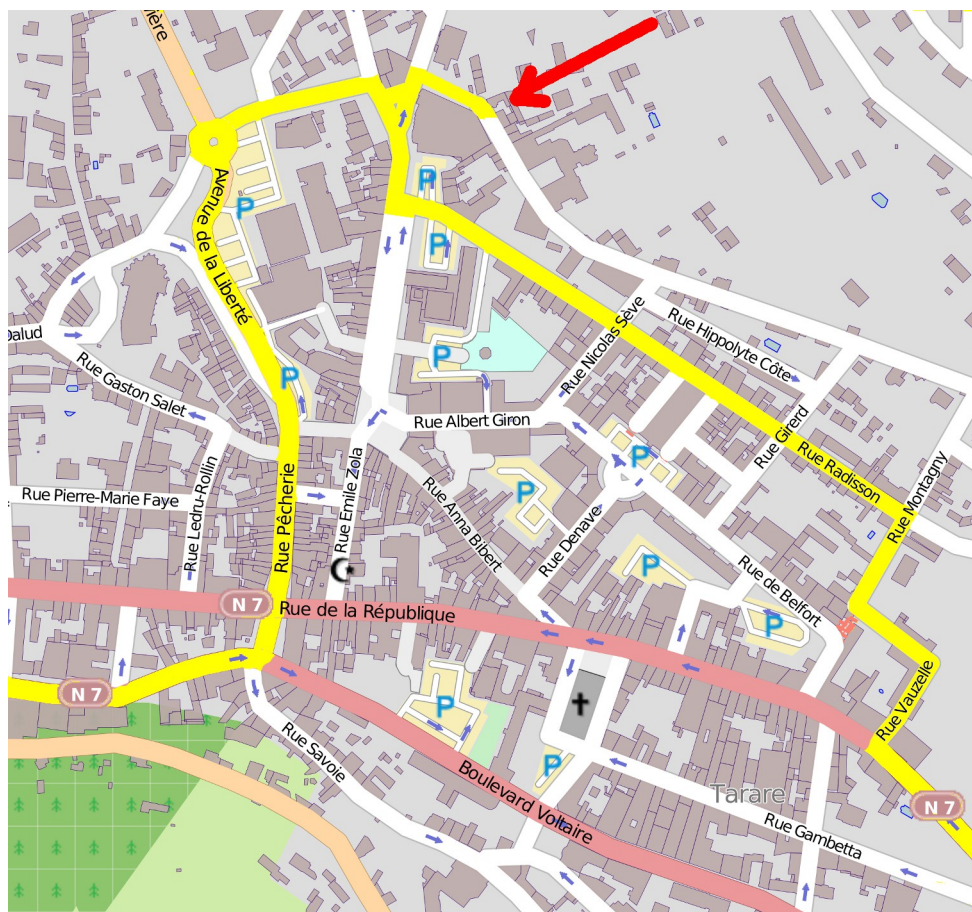 ière
P
P
P
Avenue de la Liberté
Rue Nicolas Sève
Rue Hippolyte Côte
Dalud
P
P
Rue Gaston Salet
Rue Albert Giron
Rue Girerd
Rue Radisson
Rue Montagny
P
P
Rue Emile Zola
Rue Ledru-Rollin
Rue Pierre-Marie Faye
Rue Pêcherie
Rue Anna Bibert
Rue Denave
P
Rue de Belfort
N 7
Rue de la République
P
N 7
P
Rue Vauzelle
Rue Savoie
P
Boulevard Voltaire
Tarare
N 7
Rue Gambetta